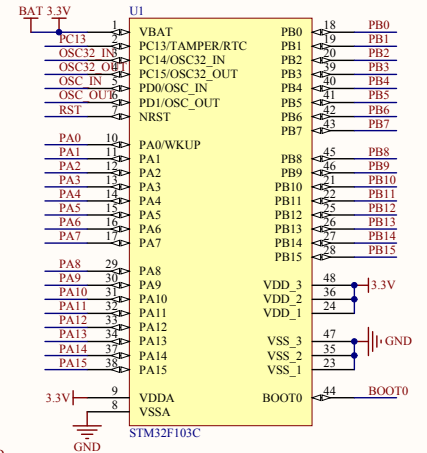 BAT 3.3V
U1
1 VBAT
PC13 2 PC13/TAMPER/RTC
OSC32_IN 3 PC14/OSC32_IN
OSC32_OUT 4 PC15/OSC32_OUT
OSC_IN 5 PD0/OSC_IN
OSC_OUT 6 PD1/OSC_OUT
RST 7 NRST
PA0 10 PA0/WKUP
PA1 11 PA1
PA2 12 PA2
PA3 13 PA3
PA4 14 PA4
PA5 15 PA5
PA6 16 PA6
PA7 17 PA7
PA8 29 PA8
PA9 30 PA9
PA10 31 PA10
PA11 32 PA11
PA12 33 PA12
PA13 34 PA13
PA14 37 PA14
PA15 38 PA15
3.3V 9 VDDA
8 VSSA
GND
PB0 18 PB0
PB1 19 PB1
PB2 20 PB2
PB3 39 PB3
PB4 40 PB4
PB5 41 PB5
PB6 42 PB6
PB7 43 PB7
PB8 45 PB8
PB9 46 PB9
PB10 21 PB10
PB11 22 PB11
PB12 25 PB12
PB13 26 PB13
PB14 27 PB14
PB15 28 PB15
VDD_3 48 3.3V
VDD_2 36
VDD_1 24
VSS_3 47 GND
VSS_2 35
VSS_1 23
BOOT0 44 BOOT0
STM32F103C